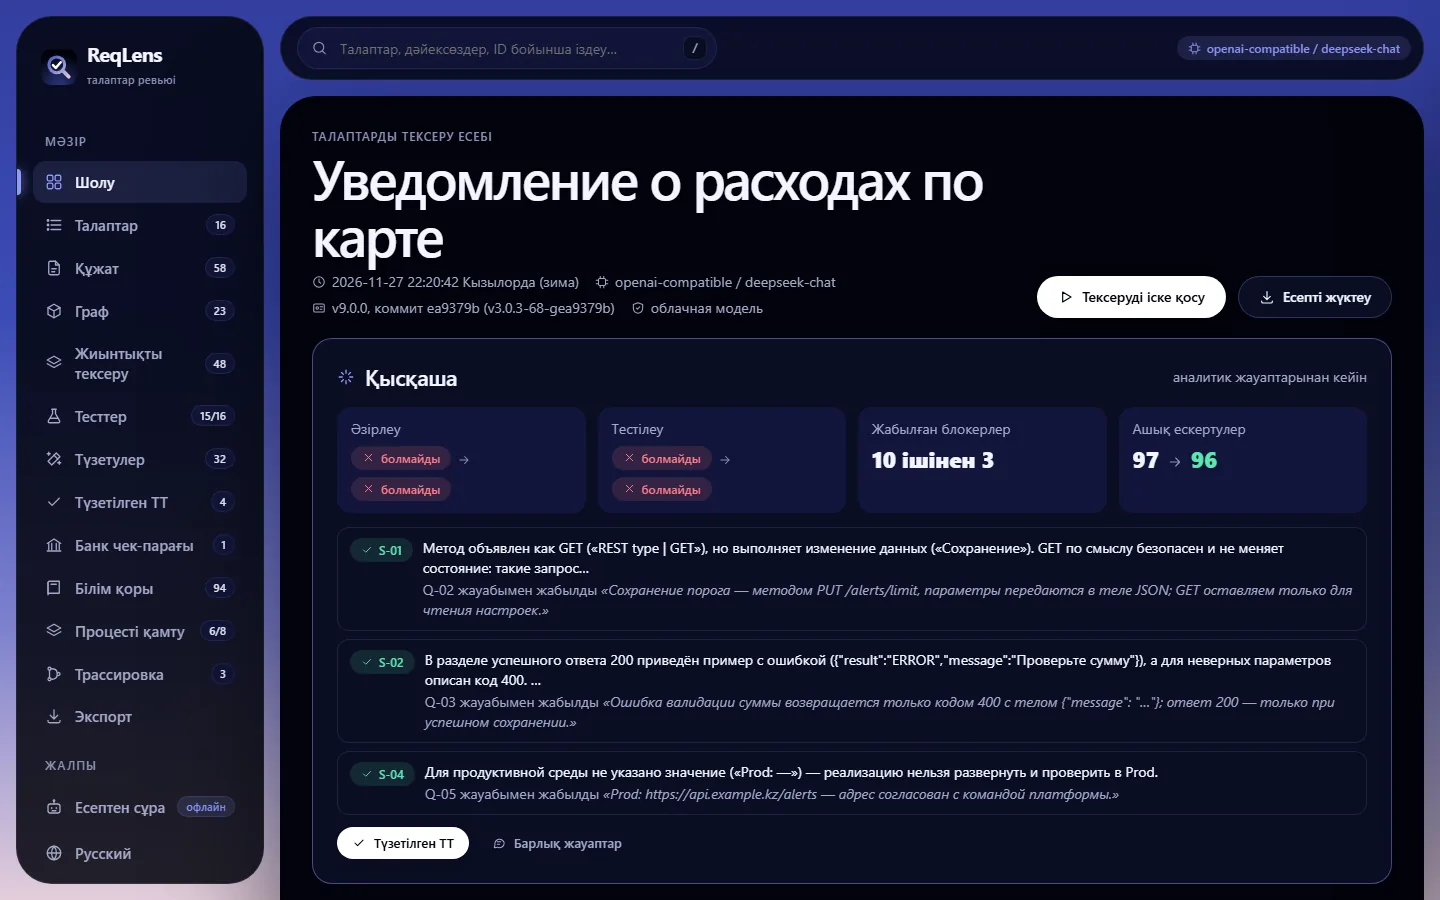 ReqLens
талаптар ревьюі
МӘЗІР
Шолу
Талаптар 16
Құжат 58
Граф 23
Жиынтықты
тексеру 48
Тесттер 15/16
Түзетулер 32
Түзетілген ТТ 4
Банк чек-парағы 1
Білім қоры 94
Процесті қамту 6/8
Трассировка 3
Экспорт
ЖАЛПЫ
Есептен сұра офлайн
Русский
Талаптар, дәйексөздер, ID бойынша іздеу... /
openai-compatible / deepseek-chat
ТАЛАПТАРДЫ ТЕКСЕРУ ЕСЕБІ
Уведомление о расходах по
карте
2026-11-27 22:20:42 Кызылорда (зима) openai-compatible / deepseek-chat
v9.0.0, коммит ea9379b (v3.0.3-68-gea9379b) облачная модель
Тексеруді іске қосу
Есепті жүктеу
Қысқаша
аналитик жауаптарынан кейін
Әзірлеу
× болмайды →
× болмайды
Тестілеу
× болмайды →
× болмайды
Жабылған блокерлер
10 ішінен 3
Ашық ескертулер
97 → 96
✓ S-01 Метод объявлен как GET («REST type | GET»), но выполняет изменение данных («Сохранение»). GET по смыслу безопасен и не меняет
состояние: такие запрос...
Q-02 жауабымен жабылды «Сохранение порога — методом PUT /alerts/limit, параметры передаются в теле JSON; GET оставляем только для
чтения настроек.»
✓ S-02 В разделе успешного ответа 200 приведён пример с ошибкой ({"result":"ERROR","message":"Проверьте сумму"}), а для неверных параметров
описан код 400. ...
Q-03 жауабымен жабылды «Ошибка валидации суммы возвращается только кодом 400 с телом {"message": "…"}; ответ 200 — только при
успешном сохранении.»
✓ S-04 Для продуктивной среды не указано значение («Prod: —») — реализацию нельзя развернуть и проверить в Prod.
Q-05 жауабымен жабылды «Prod: https://api.example.kz/alerts — адрес согласован с командой платформы.»
✓ Түзетілген ТТ
Барлық жауаптар